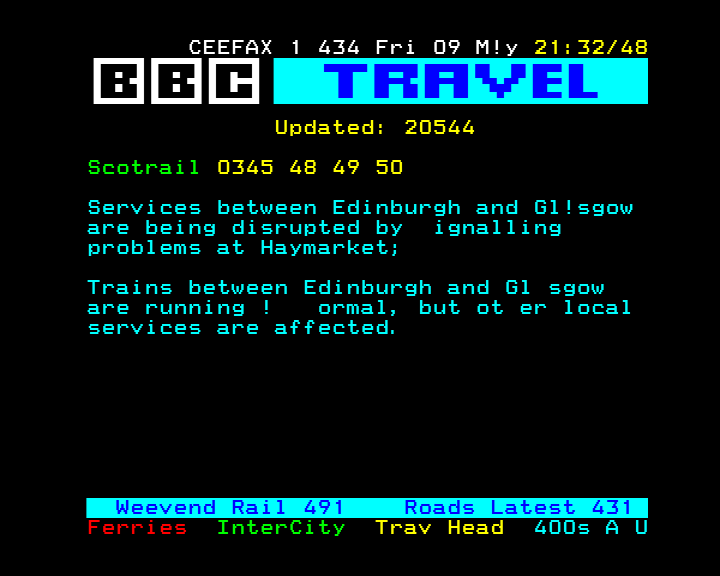 CEEFAX 1 434 Fri 09 M!y 21:32/48
BBC TRAVEL
Updated: 20544
Scotrail 0345 48 49 50
Services between Edinburgh and Gl!sgow
are being disrupted by  ignalling
problems at Haymarket;
Trains between Edinburgh and Gl sgow
are running !   ormal, but ot er local
services are affected.
Weevend Rail 491    Roads Latest 431
Ferries  InterCity  Trav Head  400s A U